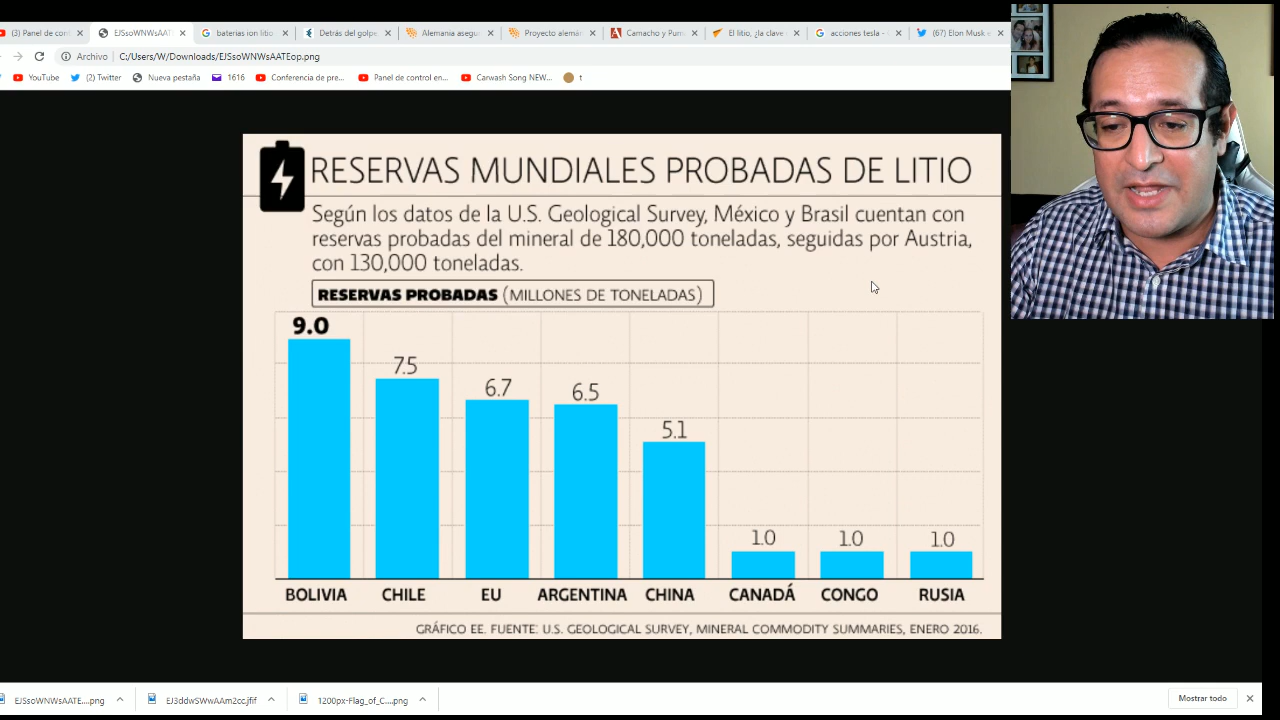 (3) Panel de con
EJSsoWNWsAAT
baterias ion litio
Detrás del golpe
Alemania asegu
Proyecto alemán
Camacho y Pum
El litio, ¿la clave
acciones tesla -
(67) Elon Musk e
Archivo
C:/Users/W/Downloads/EJSsoWNWsAATEop.png
YouTube
(2) Twitter
Nueva pestaña
1616
Conferencia de pre...
Panel de control en...
Carwash Song NEW...
t
RESERVAS MUNDIALES PROBADAS DE LITIO
Según los datos de la U.S. Geological Survey, México y Brasil cuentan con
reservas probadas del mineral de 180,000 toneladas, seguidas por Austria,
con 130,000 toneladas.
RESERVAS PROBADAS (MILLONES DE TONELADAS)
9.0
7.5
6.7
6.5
5.1
1.0
1.0
1.0
BOLIVIA
CHILE
EU
ARGENTINA
CHINA
CANADÁ
CONGO
RUSIA
GRÁFICO EE. FUENTE: U.S. GEOLOGICAL SURVEY, MINERAL COMMODITY SUMMARIES, ENERO 2016.
EJSsoWNWsAATE....png
EJ3ddwSWwAAm2cc.jfif
1200px-Flag_of_C....png
Mostrar todo